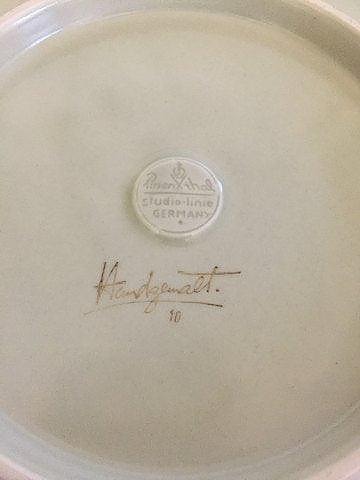 Rosenthal
studio-linie
GERMANY
Handgemalt.
10